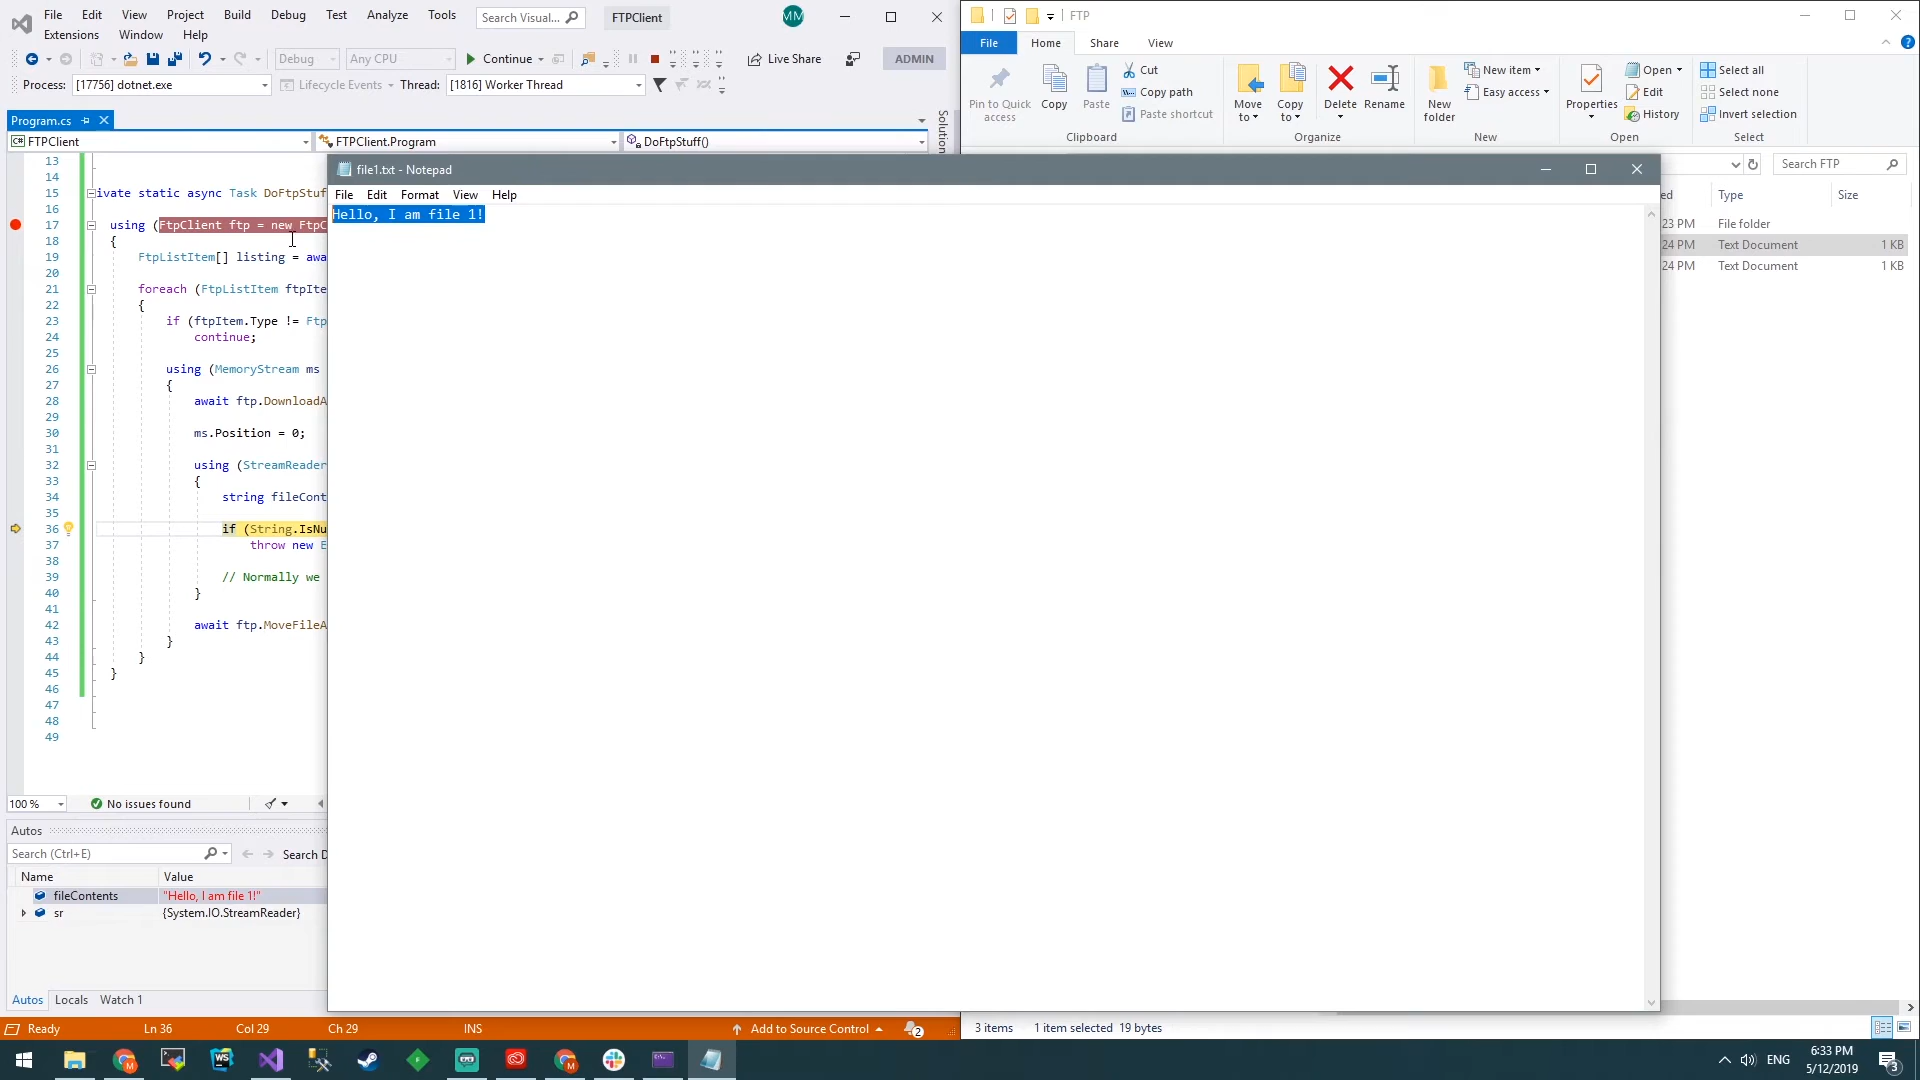 File Edit View Project Build Debug Test Analyze Tools Search Visual... FTPClient MM
Extensions Window Help
Debug Any CPU Continue Live Share ADMIN
Process: [17756] dotnet.exe Lifecycle Events Thread: [1816] Worker Thread
Program.cs
C# FTPClient FTPClient.Program DoFtpStuff()
Solution
13
14
15 ivate static async Task DoFtpStuf
16
17 using (FtpClient ftp = new FtpC
18 {
19 FtpListItem[] listing = awa
20
21 foreach (FtpListItem ftpIte
22 {
23 if (ftpItem.Type != Ftp
24 continue;
25
26 using (MemoryStream ms
27 {
28 await ftp.DownloadA
29
30 ms.Position = 0;
31
32 using (StreamReader
33 {
34 string fileCont
35
36 if (String.IsNu
37 throw new E
38
39 // Normally we
40 }
41
42 await ftp.MoveFileA
43 }
44 }
45 }
46
47
48
49
100 % No issues found
Autos
Search (Ctrl+E) Search D
Name Value
fileContents "Hello, I am file 1!"
sr {System.IO.StreamReader}
Autos Locals Watch 1
Ready Ln 36 Col 29 Ch 29 INS Add to Source Control 2
file1.txt - Notepad
File Edit Format View Help
Hello, I am file 1!
FTP
File Home Share View
Pin to Quick access
Copy
Paste
Cut
Copy path
Paste shortcut
Clipboard
Move to
Copy to
Delete
Rename
Organize
New folder
New item
Easy access
New
Properties
Open
Edit
History
Open
Select all
Select none
Invert selection
Select
Search FTP
ed Type Size
23 PM File folder
24 PM Text Document 1 KB
24 PM Text Document 1 KB
3 items 1 item selected 19 bytes
WS
M
F
M
ENG
6:33 PM
5/12/2019
3